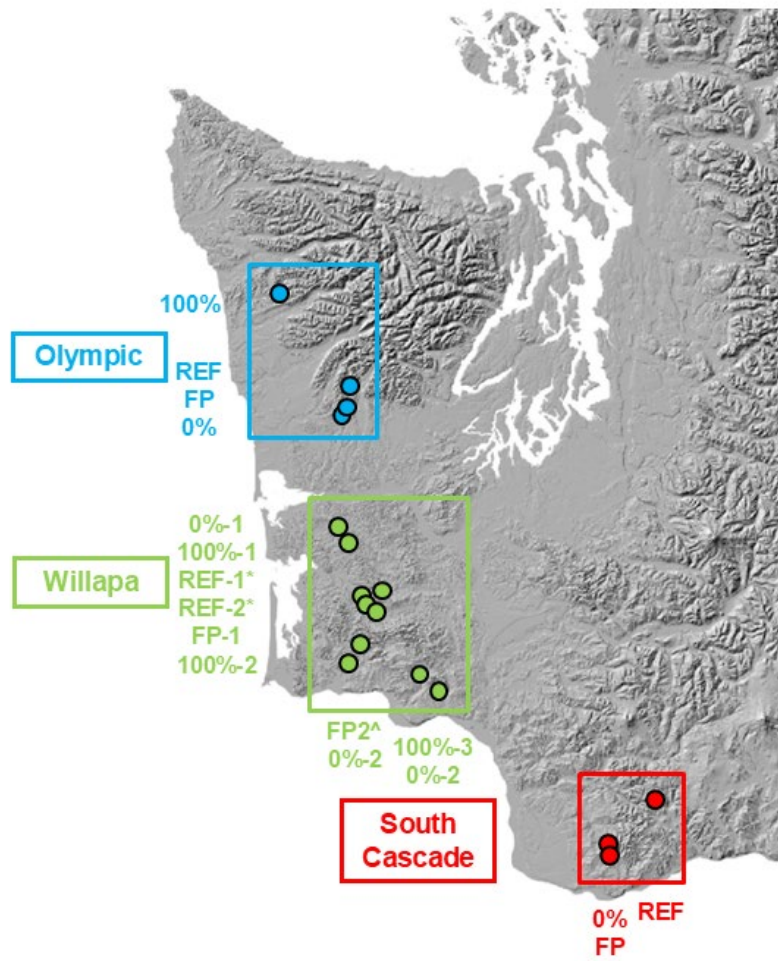 100%
Olympic
REF
FP
0%
0%-1
100%-1
REF-1*
REF-2*
FP-1
100%-2
Willapa
FP2^
0%-2
100%-3
0%-2
South
Cascade
0%
FP
REF